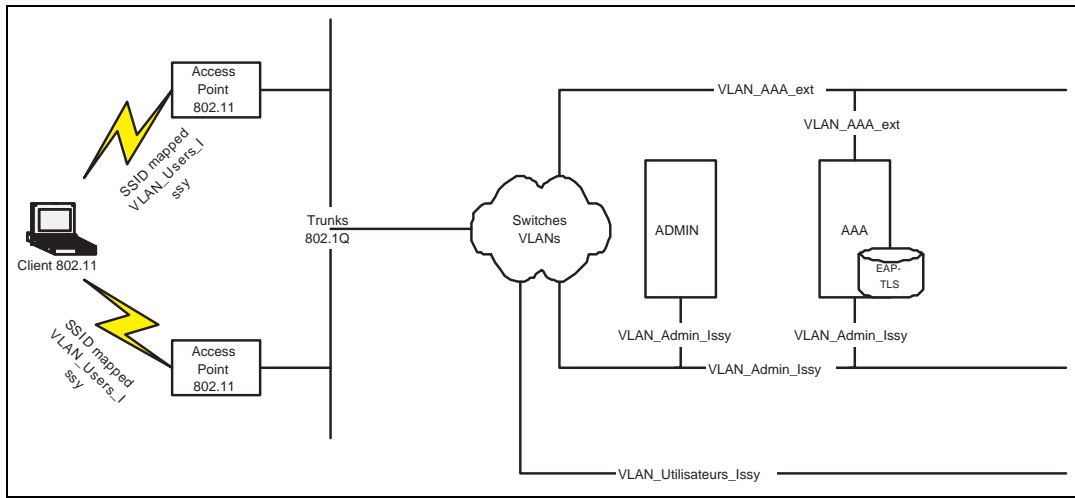 Access
Point
802.11
SSID mapped
VLAN_Users_I
ssy
Client 802.11
SSID mapped
VLAN_Users_I
ssy
Access
Point
802.11
Trunks
802.1Q
Switches
VLANs
VLAN_AAA_ext
VLAN_AAA_ext
ADMIN
AAA
EAP-
TLS
VLAN_Admin_Issy
VLAN_Admin_Issy
VLAN_Admin_Issy
VLAN_Utilisateurs_Issy